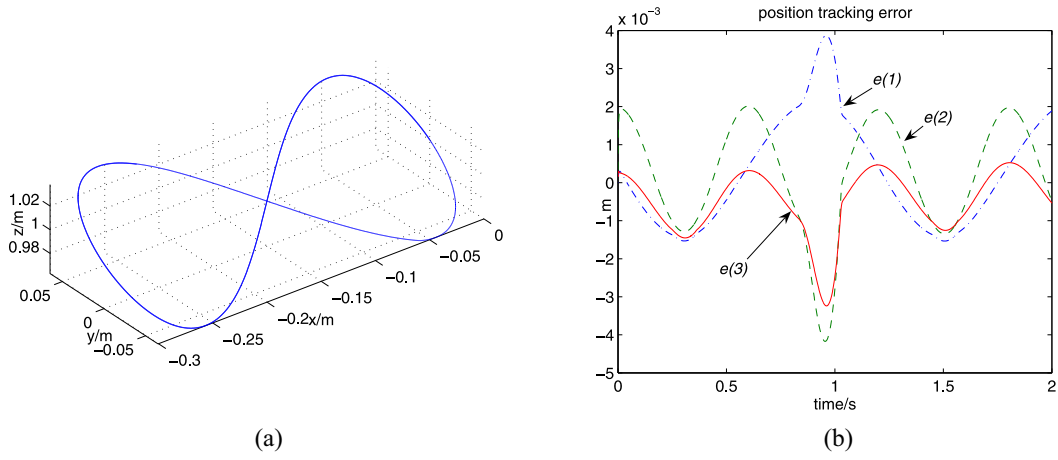 z/m
1.02
1
0.98
0.05
0
−0.05
y/m
−0.3
−0.25
−0.2
x/m
−0.15
−0.1
−0.05
0
(a)
position tracking error
x 10⁻³
4
3
2
1
0
−1
−2
−3
−4
−5
m
0
0.5
1
1.5
2
time/s
e(1)
e(2)
e(3)
(b)